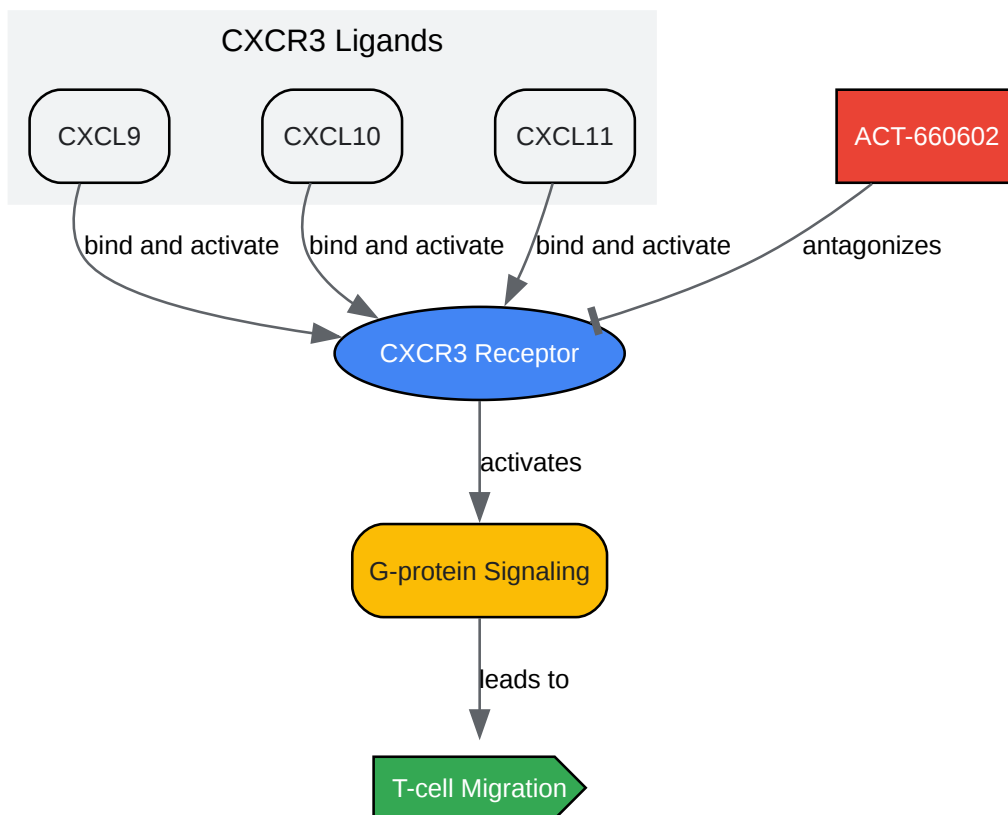 CXCR3 Ligands
CXCL9
CXCL10
CXCL11
ACT-660602
bind and activate
bind and activate
bind and activate
antagonizes
CXCR3 Receptor
activates
G-protein Signaling
leads to
T-cell Migration